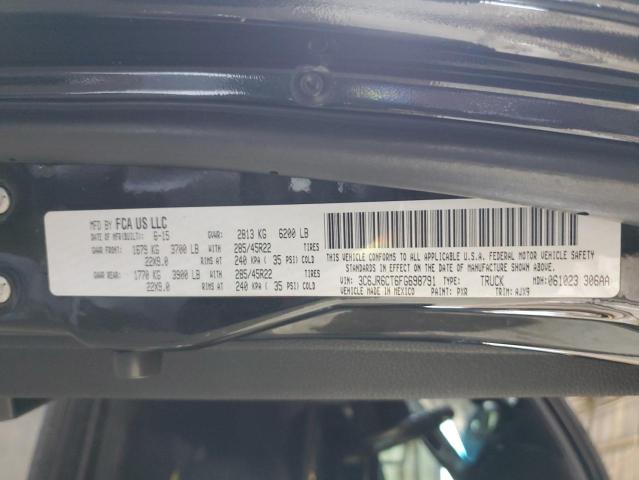 MFD BY FCA US LLC
DATE OF MFR(BUILT): 6-15 GVWR: 2813 KG 6200 LB
GAWR FRONT: 1679 KG 3700 LB WITH 285/45R22 TIRES
22X9.0 RIMS AT 240 KPA ( 35 PSI) COLD
GAWR REAR: 1770 KG 3900 LB WITH 285/45R22 TIRES
22X9.0 RIMS AT 240 KPA ( 35 PSI) COLD
THIS VEHICLE CONFORMS TO ALL APPLICABLE U.S.A. FEDERAL MOTOR VEHICLE SAFETY
STANDARDS IN EFFECT ON THE DATE OF MANUFACTURE SHOWN ABOVE.
VIN: 3C6JR6CT6FG698791 TYPE: TRUCK MDH: 061023 306AA
VEHICLE MADE IN MEXICO PAINT: PXR TRIM: AJX9